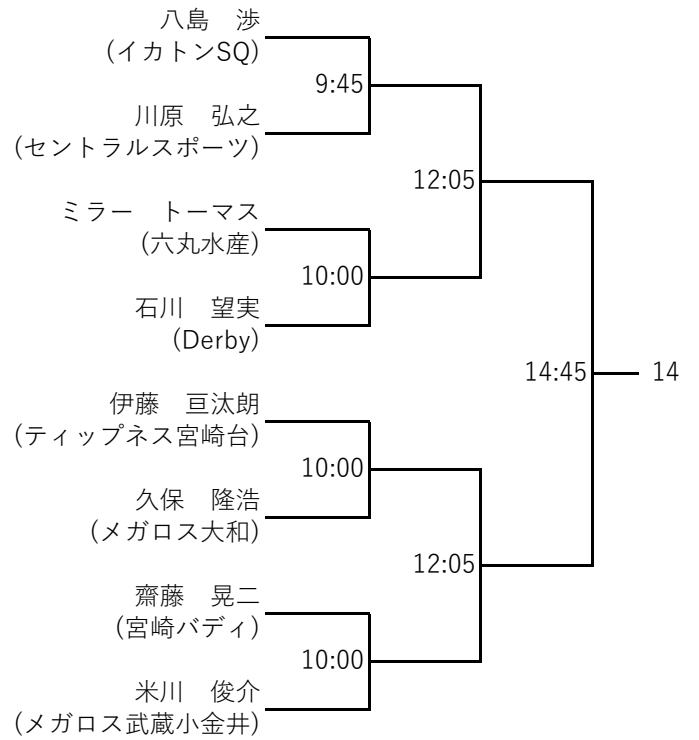 八島　渉
(イカトンSQ)
9:45
川原　弘之
(セントラルスポーツ)
12:05
ミラー　トーマス
(六丸水産)
10:00
石川　望実
(Derby)
14:45
14
伊藤　亘汰朗
(ティップネス宮崎台)
10:00
久保　隆浩
(メガロス大和)
12:05
齋藤　晃二
(宮崎バディ)
10:00
米川　俊介
(メガロス武蔵小金井)